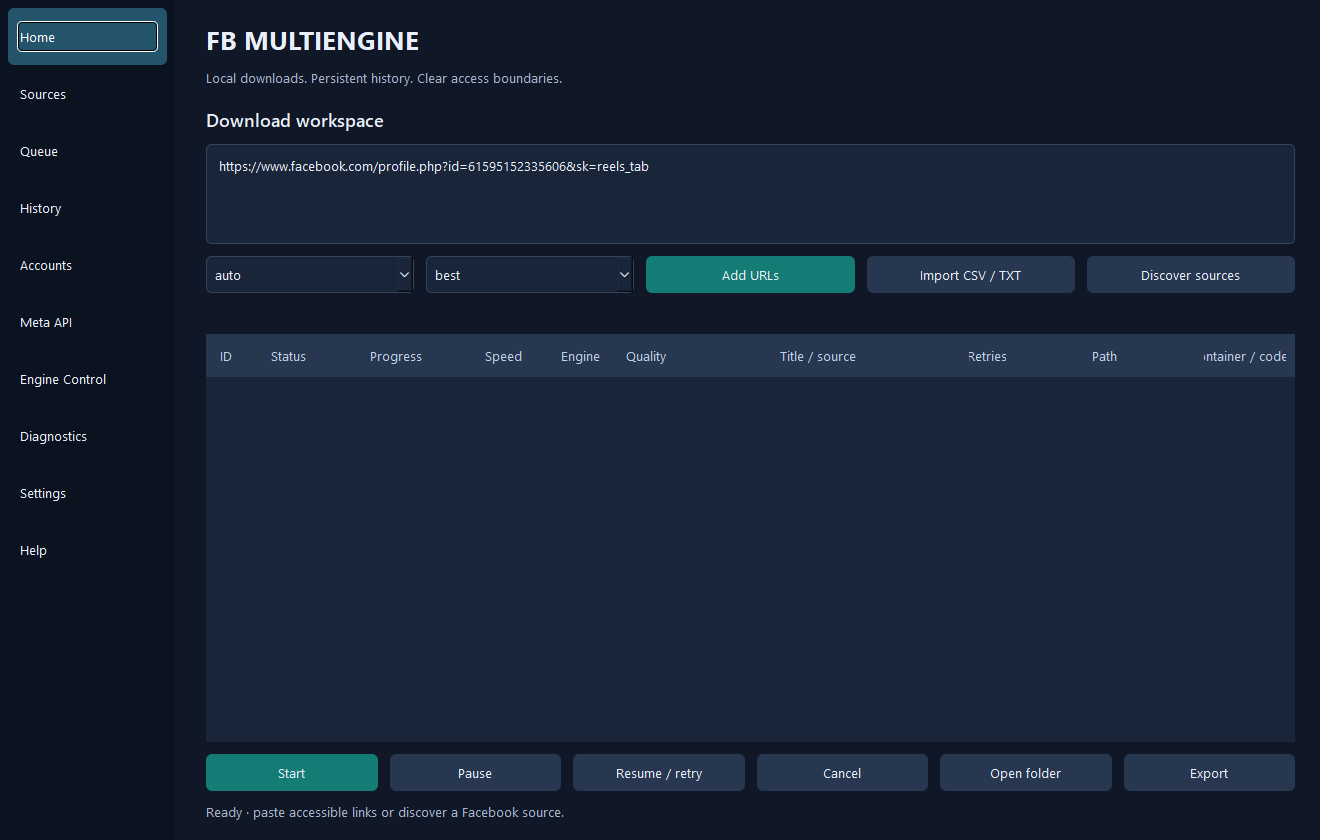 Home
Sources
Queue
History
Accounts
Meta API
Engine Control
Diagnostics
Settings
Help
FB MULTIENGINE
Local downloads. Persistent history. Clear access boundaries.
Download workspace
https://www.facebook.com/profile.php?id=61595152335606&sk=reels_tab
auto best Add URLs Import CSV / TXT Discover sources
ID Status Progress Speed Engine Quality Title / source Retries Path ontainer / code
Start Pause Resume / retry Cancel Open folder Export
Ready · paste accessible links or discover a Facebook source.